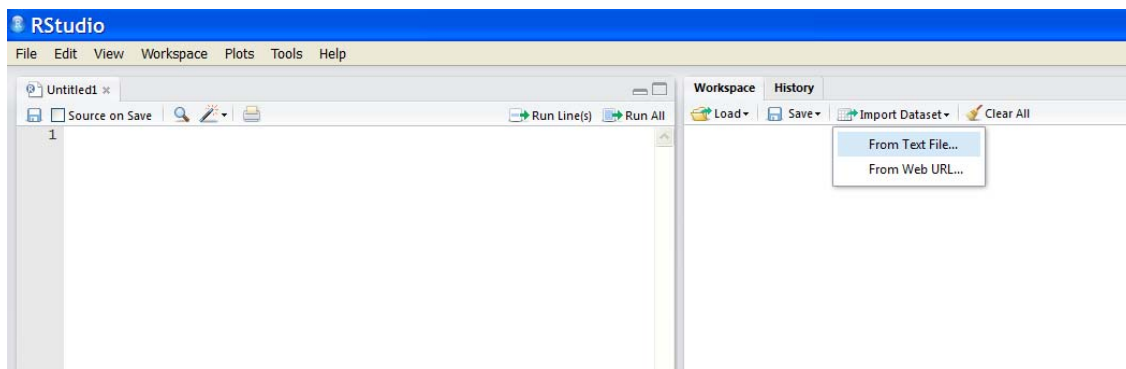 RStudio
File Edit View Workspace Plots Tools Help
Untitled1 ×
Source on Save Run Line(s) Run All
1
Workspace History
Load Save Import Dataset Clear All
From Text File...
From Web URL...